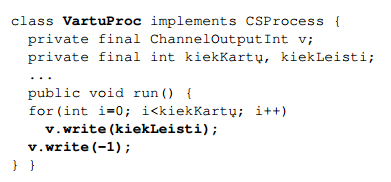 class VartuProc implements CSProcess {
private final ChannelOutputInt v;
private final int kiekKartų, kiekLeisti;
...
public void run() {
for(int i=0; i<kiekKartų; i++)
v.write(kiekLeisti);
v.write(-1);
} }